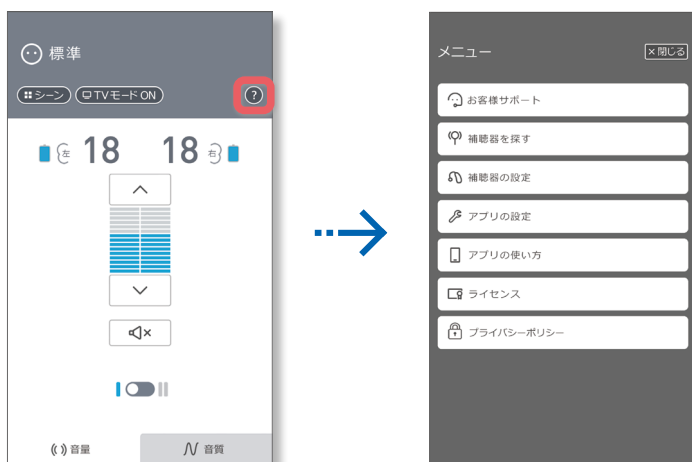 標準
シーン TVモード ON ?
左 18 18 右
音量 音質
メニュー ×閉じる
お客様サポート
補聴器を探す
補聴器の設定
アプリの設定
アプリの使い方
ライセンス
プライバシーポリシー